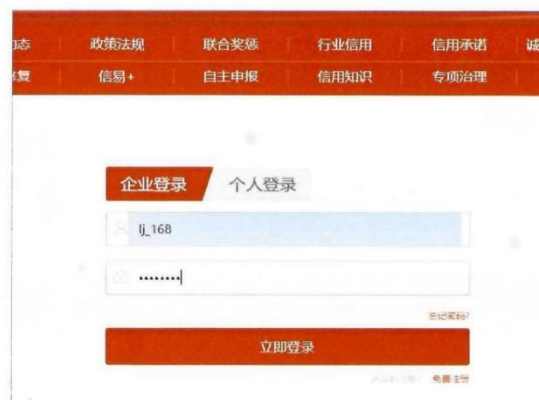 政策法规 联合奖惩 行业信用 信用承诺
信易+ 自主申报 信用知识 专项治理
企业登录 个人登录
lj_168
••••••••
忘记密码?
立即登录
免费注册